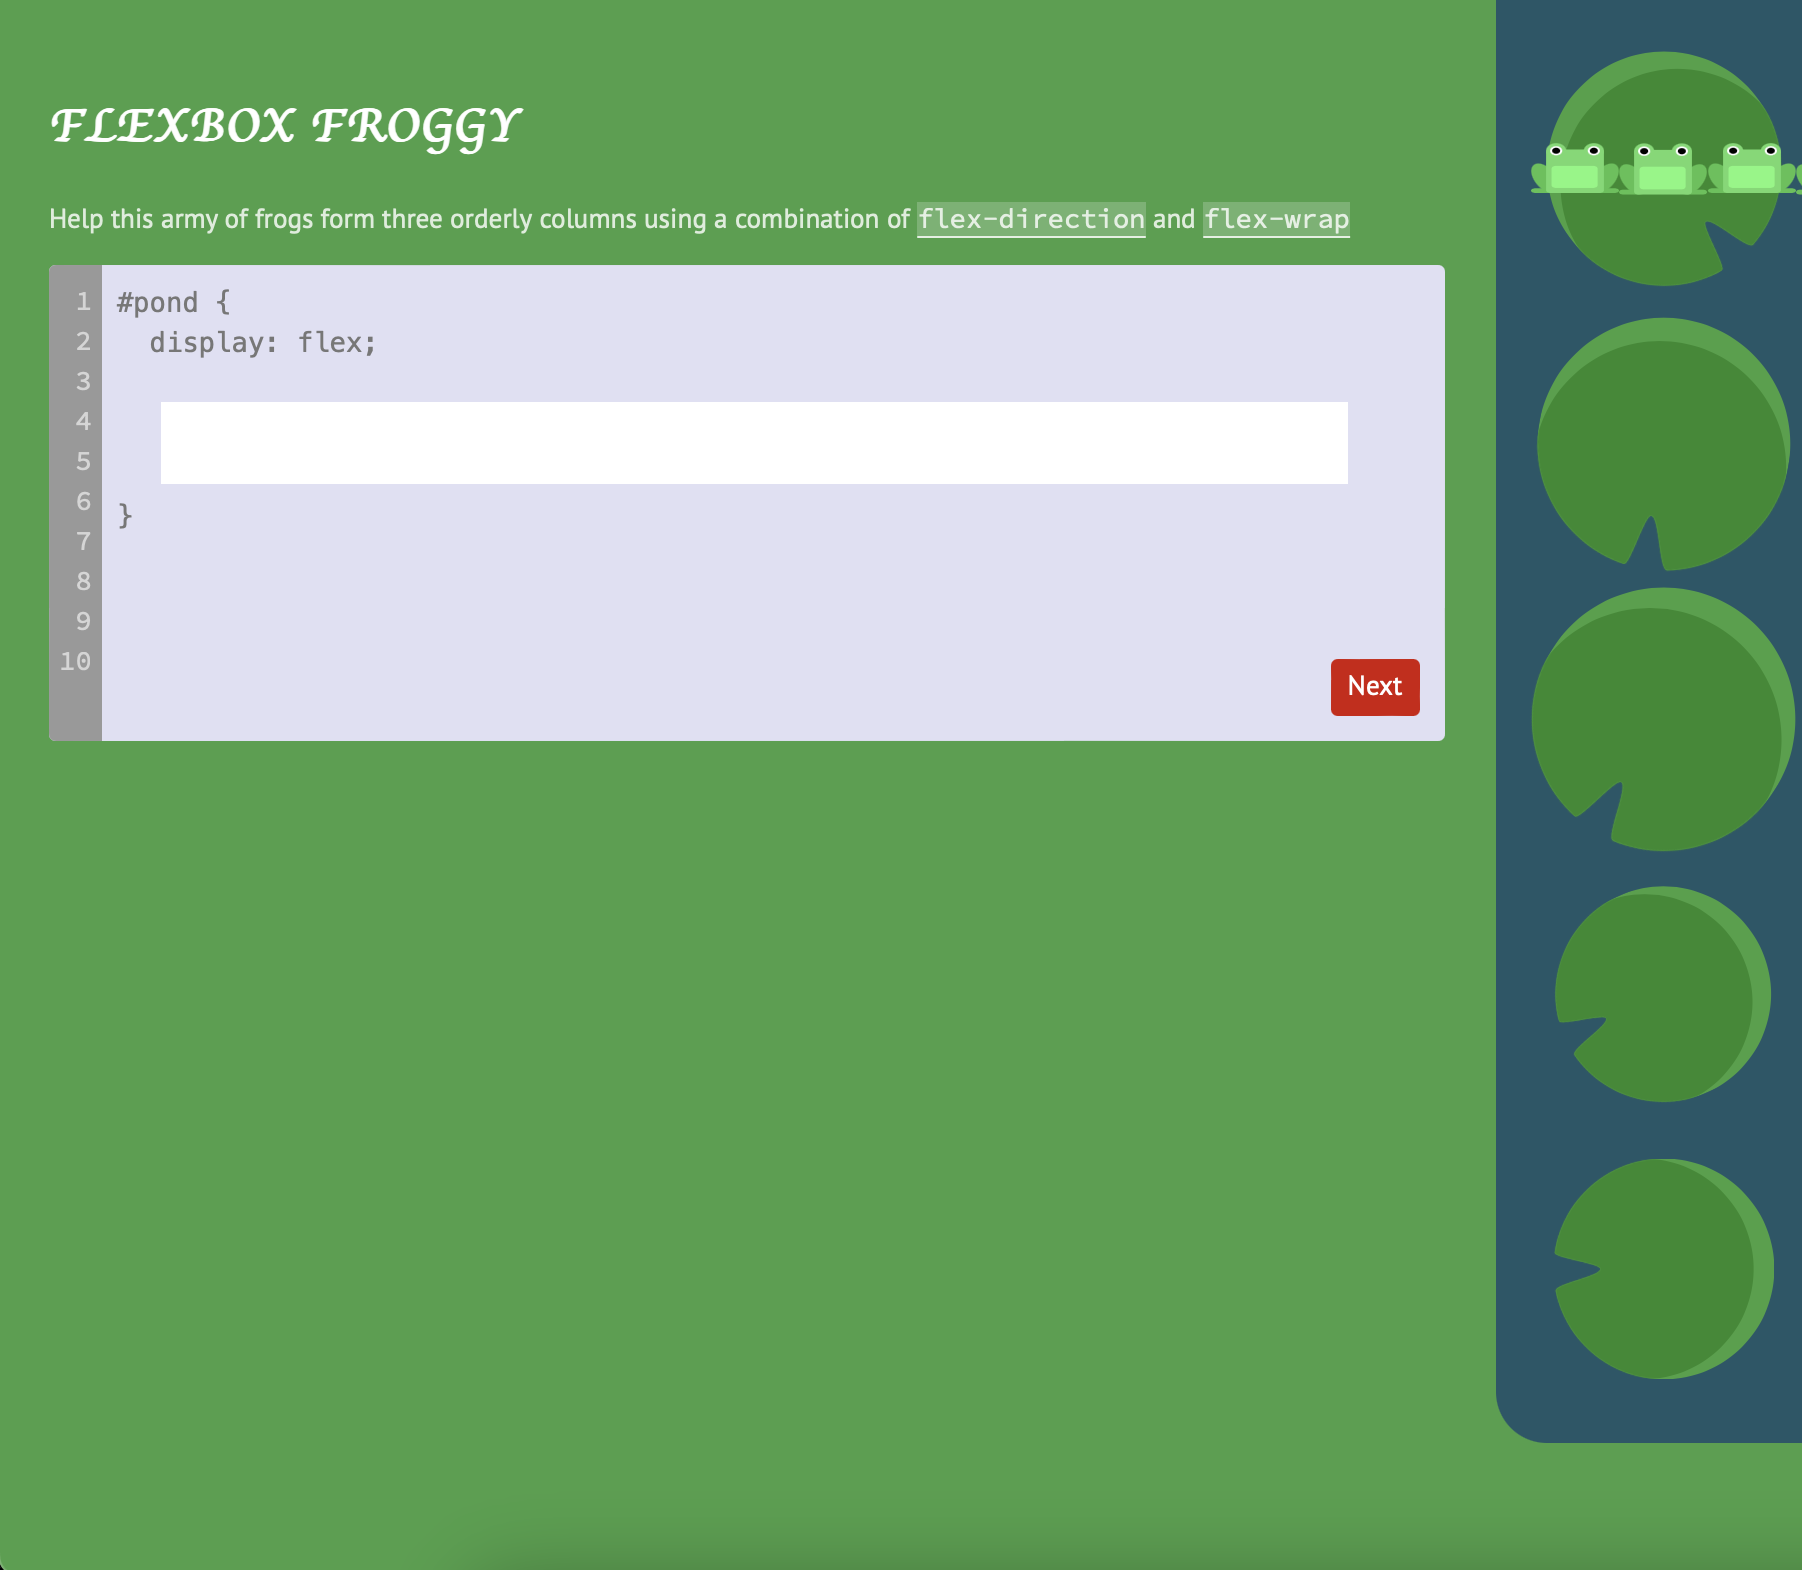 FLEXBOX FROGGY
Help this army of frogs form three orderly columns using a combination of flex-direction and flex-wrap
1 #pond {
2   display: flex;
3
4
5
6 }
7
8
9
10
Next